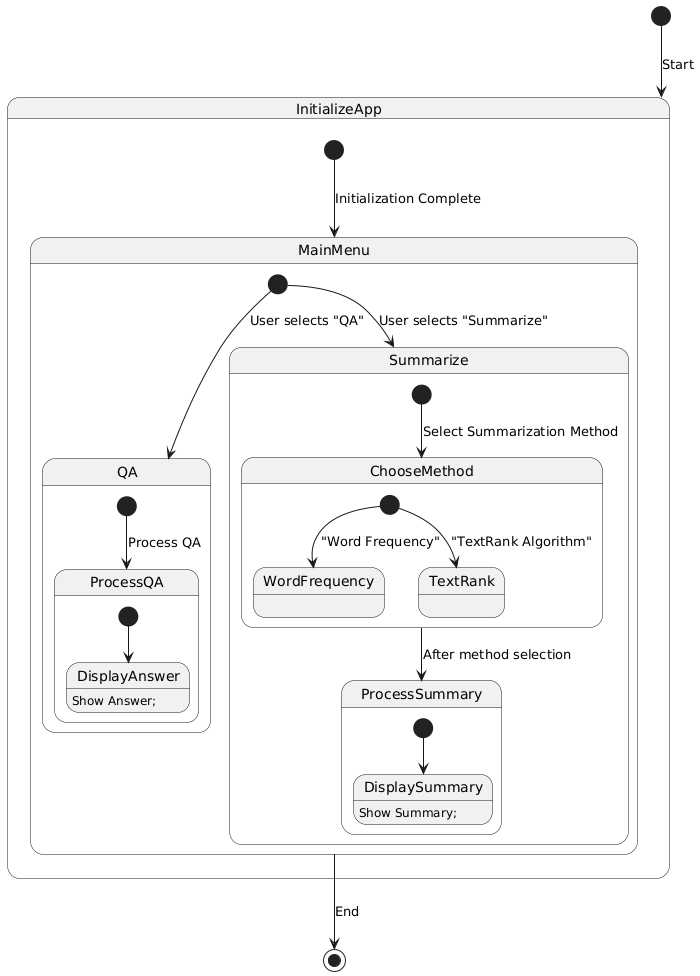 Start
InitializeApp
Initialization Complete
MainMenu
User selects "QA"
User selects "Summarize"
Summarize
Select Summarization Method
QA
ChooseMethod
Process QA
"Word Frequency"
"TextRank Algorithm"
ProcessQA
WordFrequency
TextRank
After method selection
DisplayAnswer
Show Answer;
ProcessSummary
DisplaySummary
Show Summary;
End